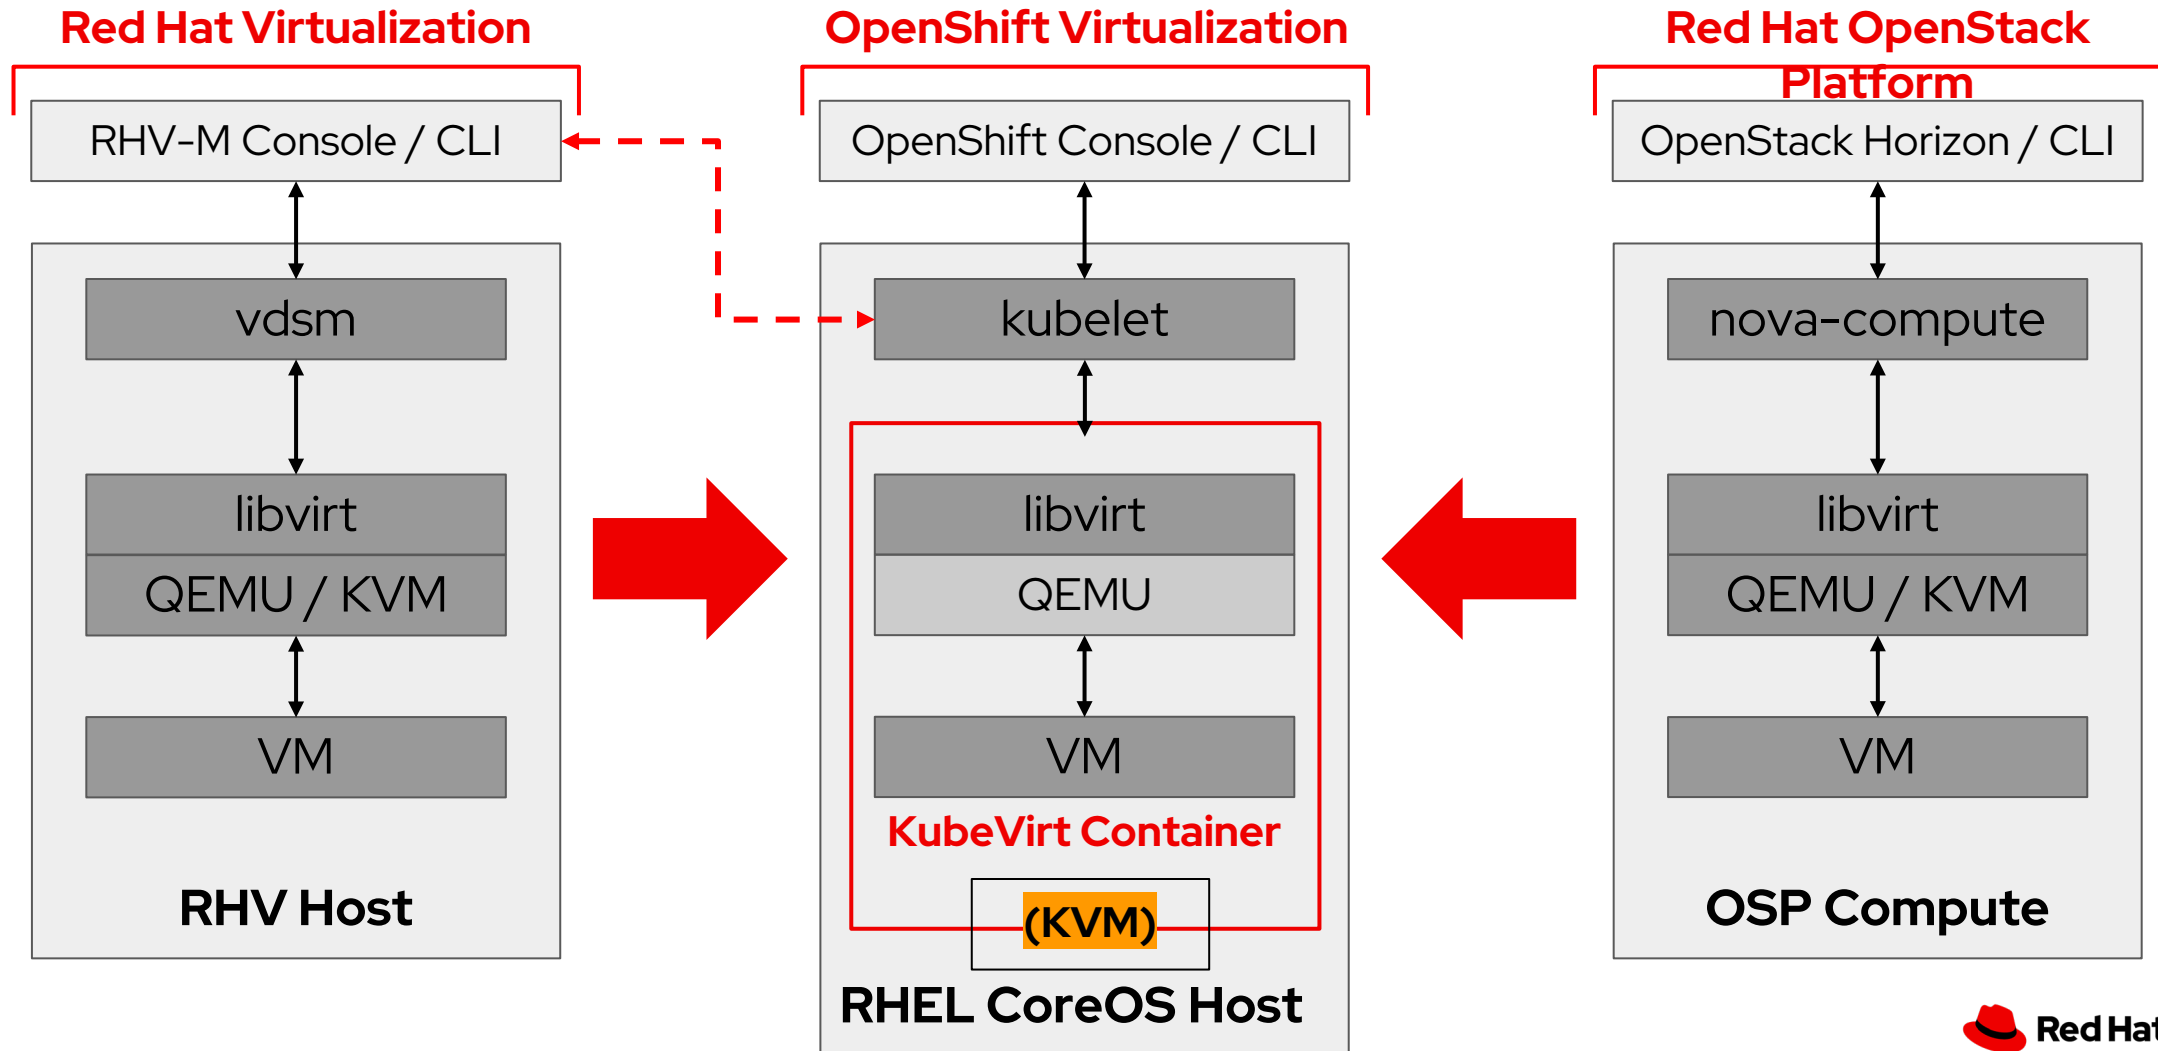 Red Hat Virtualization
RHV-M Console / CLI
vdsm
libvirt
QEMU / KVM
VM
RHV Host
OpenShift Virtualization
OpenShift Console / CLI
kubelet
libvirt
QEMU
VM
KubeVirt Container
(KVM)
RHEL CoreOS Host
Red Hat OpenStack
Platform
OpenStack Horizon / CLI
nova-compute
libvirt
QEMU / KVM
VM
OSP Compute
Red Hat